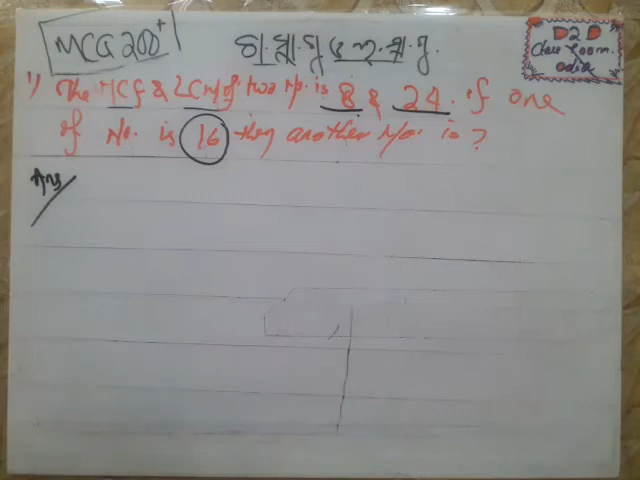 MCQ 200+
ଗ.ସା.ଗୁ ଓ ଲ.ସା.ଗୁ.
D2D
Class room.
odia
1) The HCF & LCM of two No. is 8 & 24. if one
of No. is 16 then another No. is ?
Ans